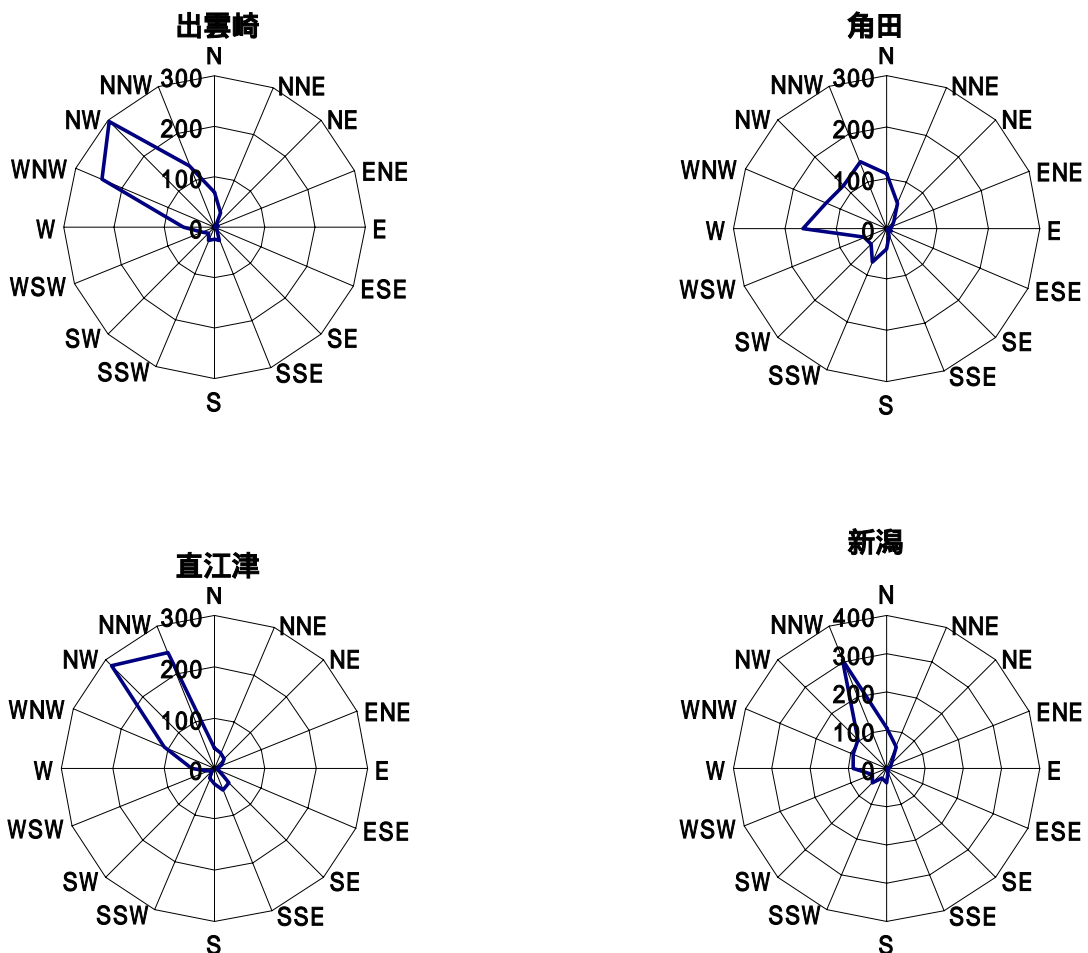 出雲崎
N
NNE
NE
ENE
E
ESE
SE
SSE
S
SSW
SW
WSW
W
WNW
NW
NNW
300
200
100
0
角田
N
NNE
NE
ENE
E
ESE
SE
SSE
S
SSW
SW
WSW
W
WNW
NW
NNW
300
200
100
0
直江津
N
NNE
NE
ENE
E
ESE
SE
SSE
S
SSW
SW
WSW
W
WNW
NW
NNW
300
200
100
0
新潟
N
NNE
NE
ENE
E
ESE
SE
SSE
S
SSW
SW
WSW
W
WNW
NW
NNW
400
300
200
100
0